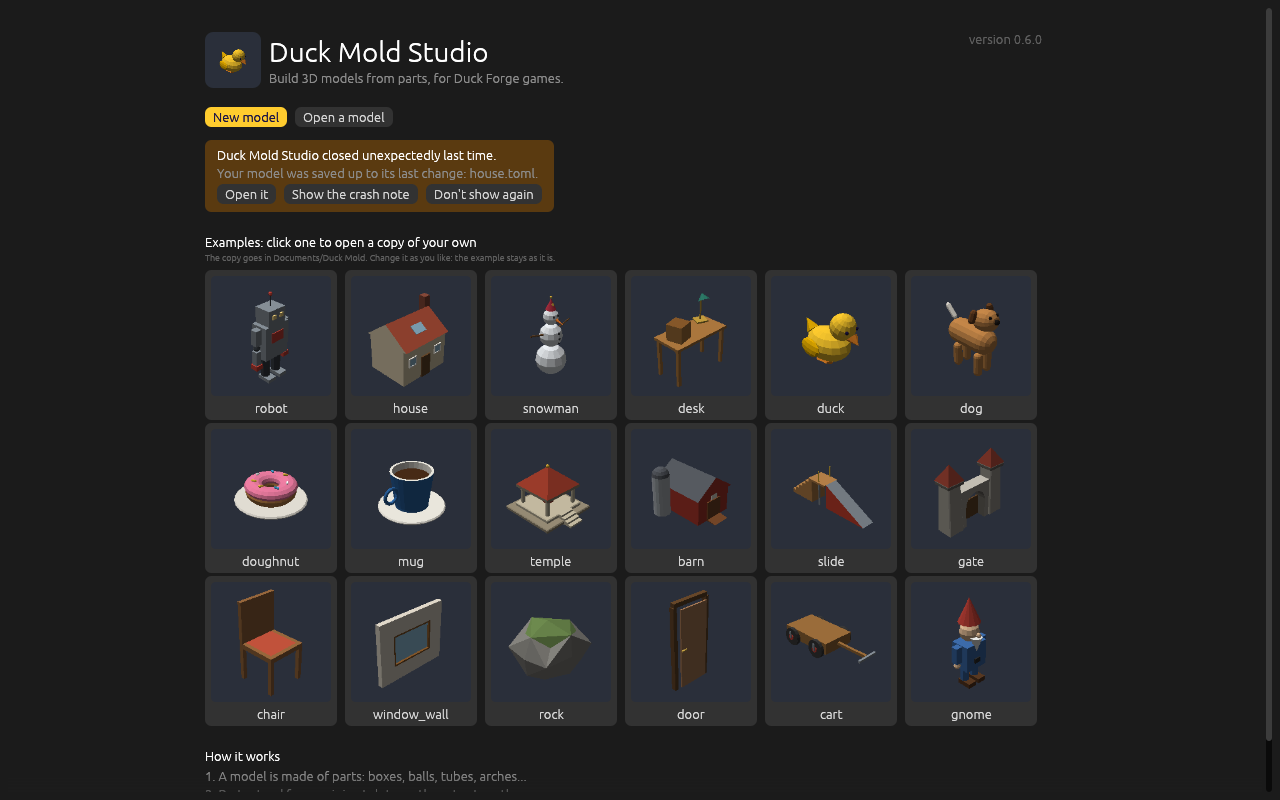 Duck Mold Studio
version 0.6.0
Build 3D models from parts, for Duck Forge games.
New model
Open a model
Duck Mold Studio closed unexpectedly last time.
Your model was saved up to its last change: house.toml.
Open it
Show the crash note
Don't show again
Examples: click one to open a copy of your own
The copy goes in Documents/Duck Mold. Change it as you like: the example stays as it is.
robot
house
snowman
desk
duck
dog
doughnut
mug
temple
barn
slide
gate
chair
window_wall
rock
door
cart
gnome
How it works
1. A model is made of parts: boxes, balls, tubes, arches...